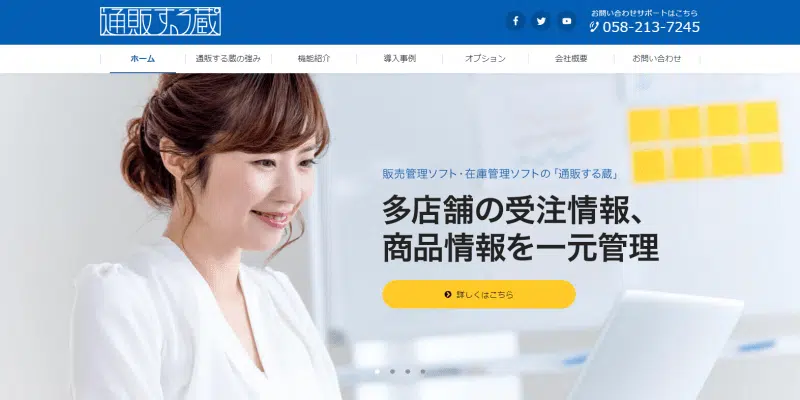 通販する蔵
お問い合わせサポートはこちら
058-213-7245
ホーム
通販する蔵の強み
機能紹介
導入事例
オプション
会社概要
お問い合わせ
販売管理ソフト・在庫管理ソフトの「通販する蔵」
多店舗の受注情報、
商品情報を一元管理
詳しくはこちら